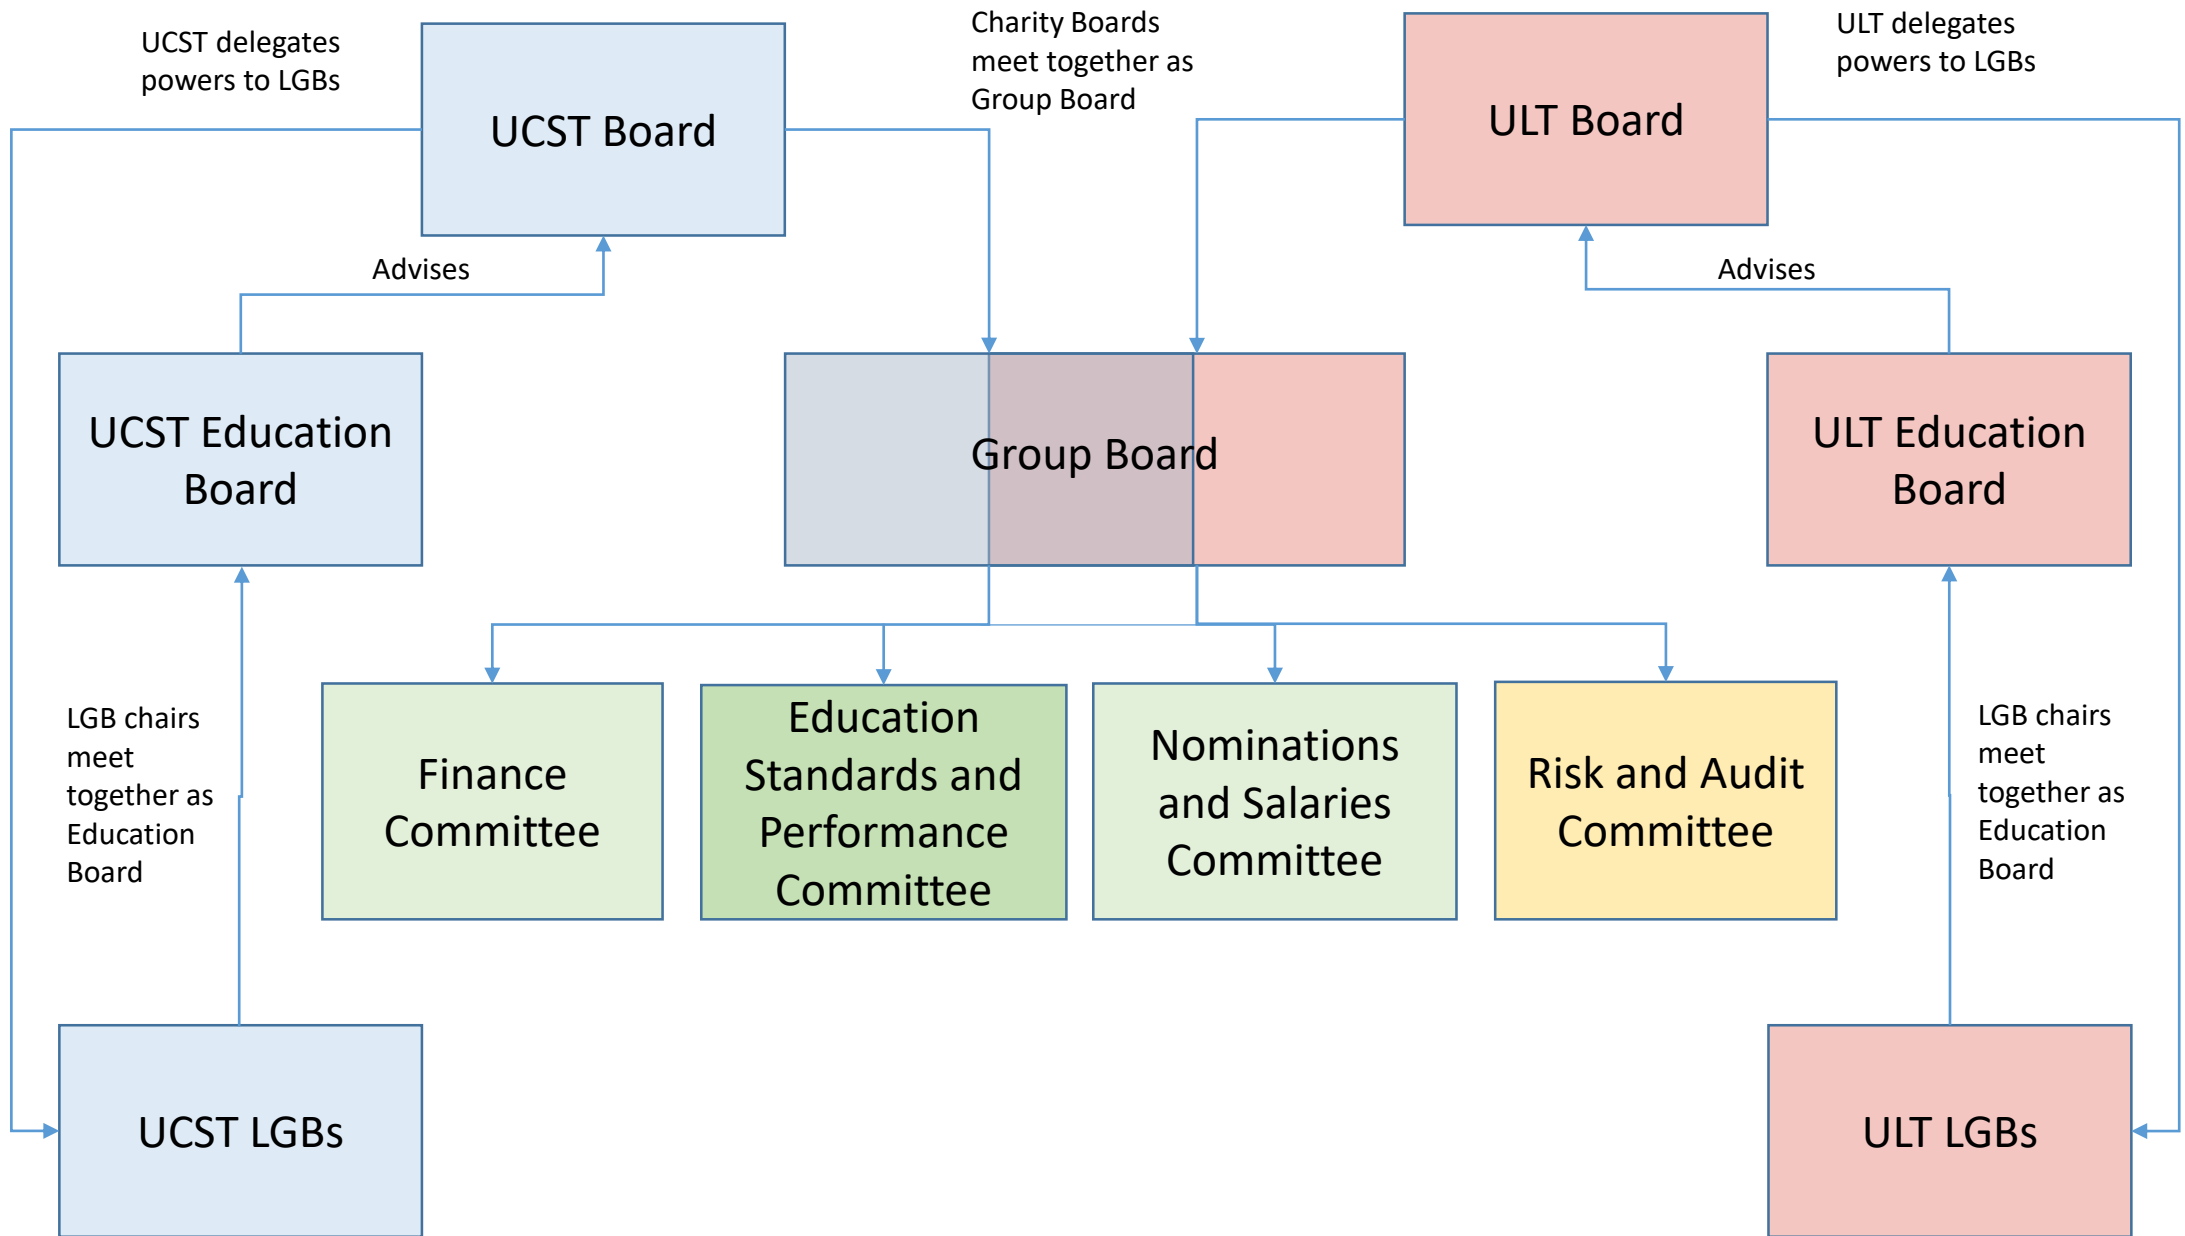 UCST delegates
powers to LGBs
UCST Board
Charity Boards
meet together as
Group Board
ULT Board
ULT delegates
powers to LGBs
Advises
Advises
UCST Education
Board
Group Board
ULT Education
Board
LGB chairs
meet
together as
Education
Board
Finance
Committee
Education
Standards and
Performance
Committee
Nominations
and Salaries
Committee
Risk and Audit
Committee
LGB chairs
meet
together as
Education
Board
UCST LGBs
ULT LGBs